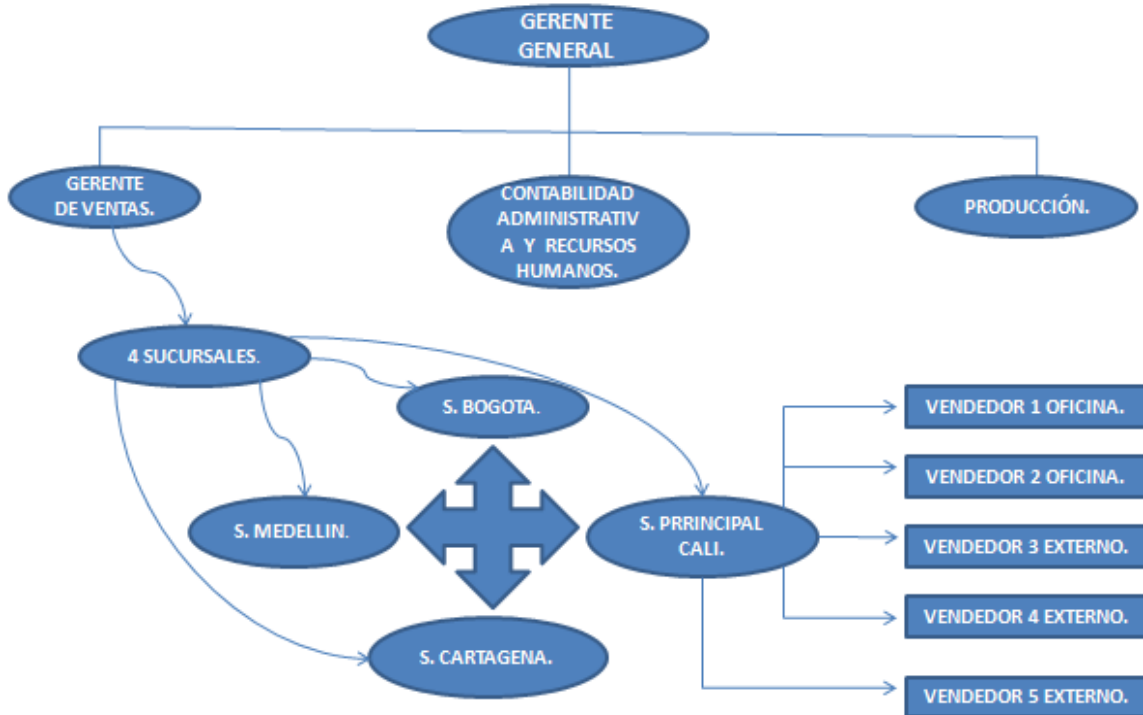 GERENTE
GENERAL
GERENTE
DE VENTAS.
CONTABILIDAD
ADMINISTRATIV
A Y RECURSOS
HUMANOS.
PRODUCCIÓN.
4 SUCURSALES.
S. BOGOTA.
S. MEDELLIN.
S. PRRINCIPAL
CALI.
S. CARTAGENA.
VENDEDOR 1 OFICINA.
VENDEDOR 2 OFICINA.
VENDEDOR 3 EXTERNO.
VENDEDOR 4 EXTERNO.
VENDEDOR 5 EXTERNO.